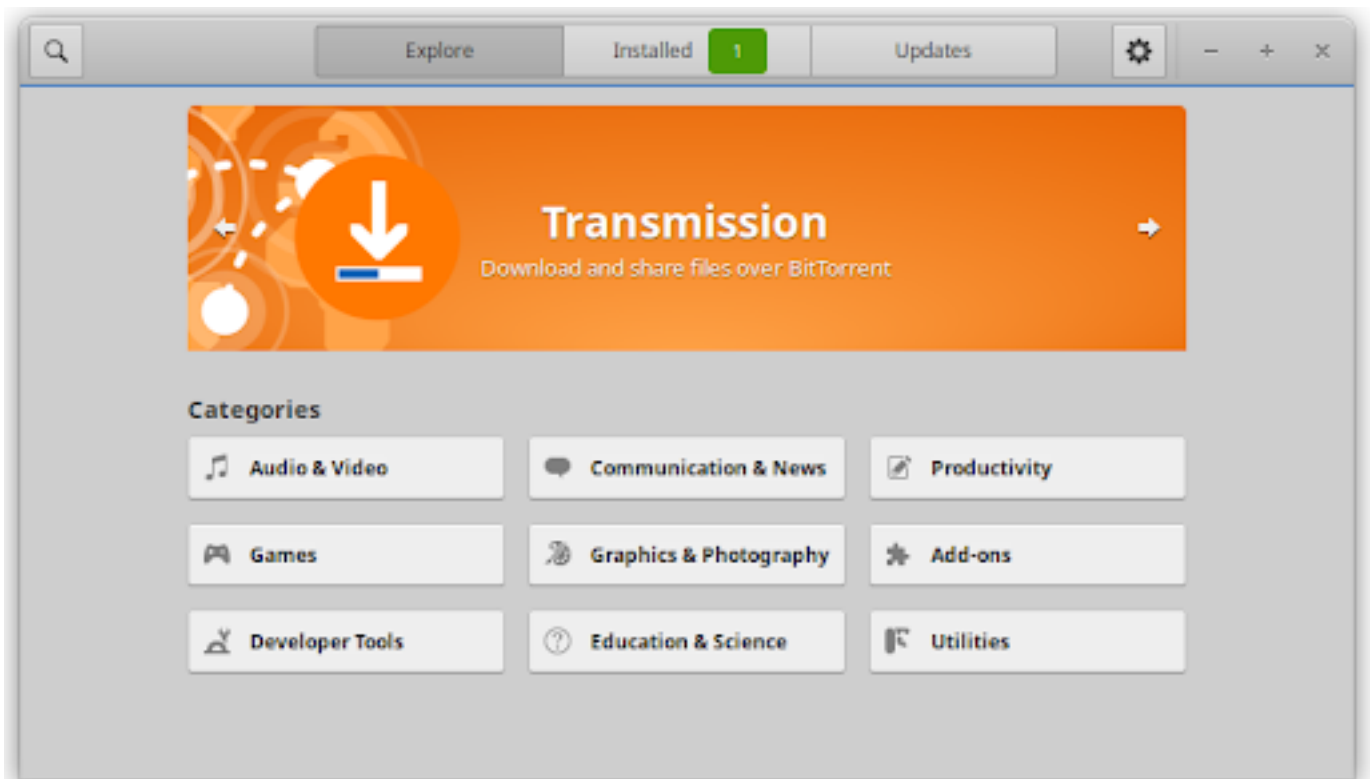 Explore Installed 1 Updates
Transmission
Download and share files over BitTorrent
Categories
Audio & Video Communication & News Productivity
Games Graphics & Photography Add-ons
Developer Tools Education & Science Utilities